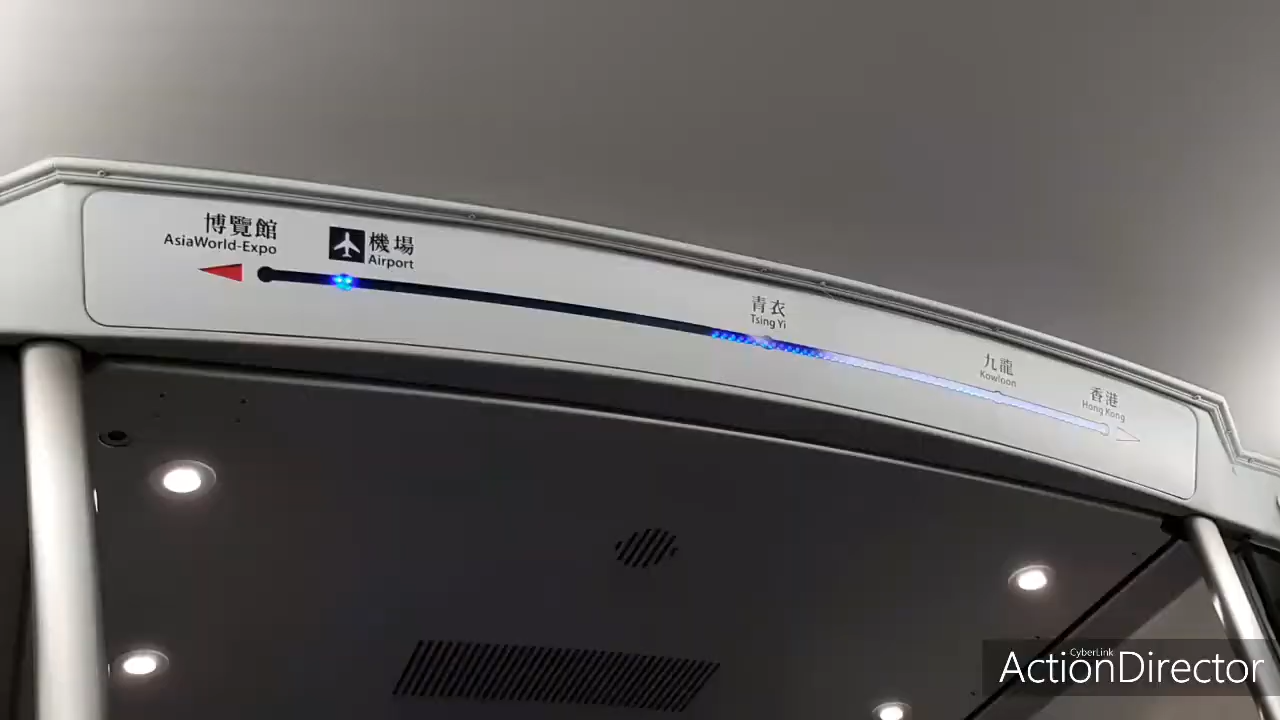 博覽館
AsiaWorld-Expo
機場
Airport
青衣
Tsing Yi
九龍
Kowloon
香港
Hong Kong
CyberLink
ActionDirector